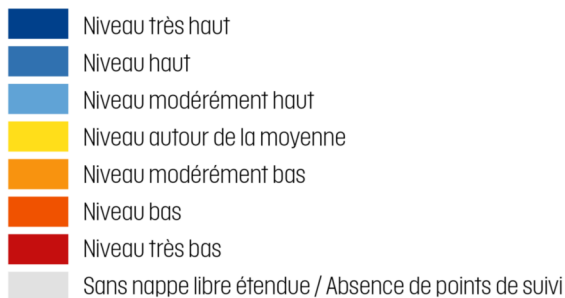 Niveau très haut
Niveau haut
Niveau modérément haut
Niveau autour de la moyenne
Niveau modérément bas
Niveau bas
Niveau très bas
Sans nappe libre étendue / Absence de points de suivi